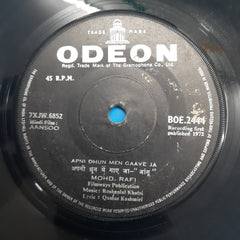 TRADE MARK
ODEON
Regd. Trade Mark of The Gramophone Co. Ltd.
45 R.P.M.
7XJW.6852
BOE.2444
Hindi Film :
AANSOO
Recording first
published 1973
APNI DHUN MEN GAAYE JA
अपनी धुन में गाए जा-"आंसू"
MOHD. RAFI
Filmways Publication
Music : Roshanlal Khatri
Lyric : Qaafar Kashmiri